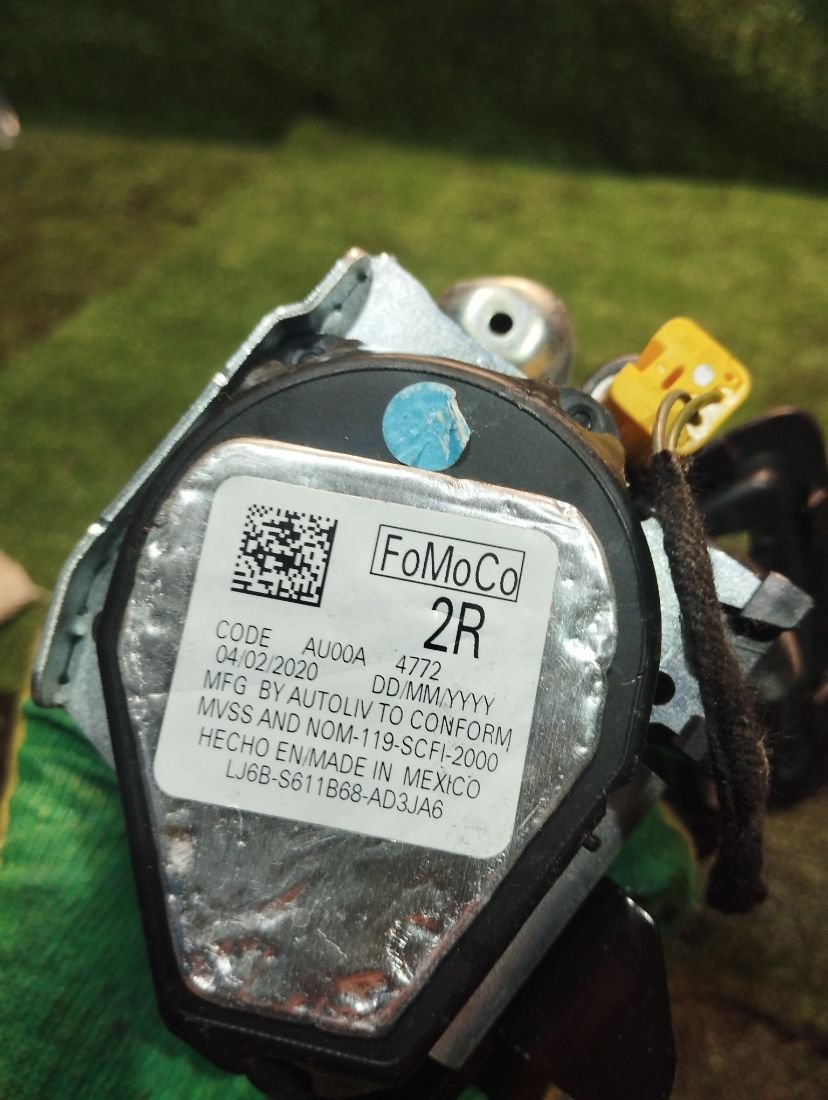 FoMoCo
2R
CODE AU00A 4772
04/02/2020 DD/MM/YYYY
MFG BY AUTOLIV TO CONFORM
MVSS AND NOM-119-SCFI-2000
HECHO EN/MADE IN MEXICO
LJ6B-S611B68-AD3JA6